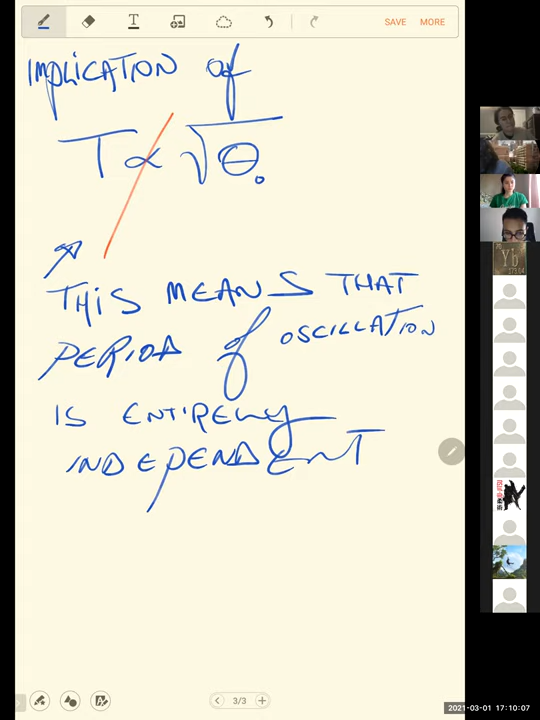 SAVE MORE
IMPLICATION of
T ∝ √θ₀
THIS MEANS THAT
PERIOD of OSCILLATION
IS ENTIRELY
INDEPENDENT
3/3
Yb
2021-03-01 17:10:07